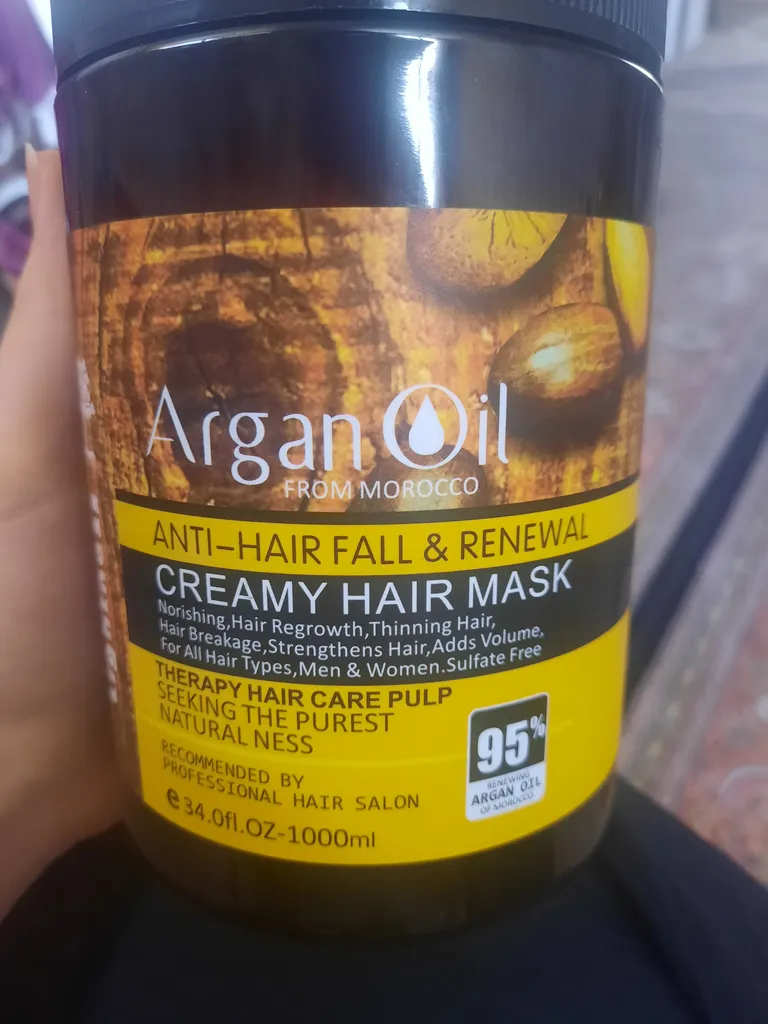 Argan Oil
FROM MOROCCO
ANTI-HAIR FALL & RENEWAL
CREAMY HAIR MASK
Norishing,Hair Regrowth,Thinning Hair,
Hair Breakage,Strengthens Hair,Adds Volume,
For All Hair Types,Men & Women.Sulfate Free
THERAPY HAIR CARE PULP
SEEKING THE PUREST
NATURAL NESS
RECOMMENDED BY
PROFESSIONAL HAIR SALON
e 34.0fl.OZ-1000ml
95%
RENEWING
ARGAN OIL
OF MOROCCO